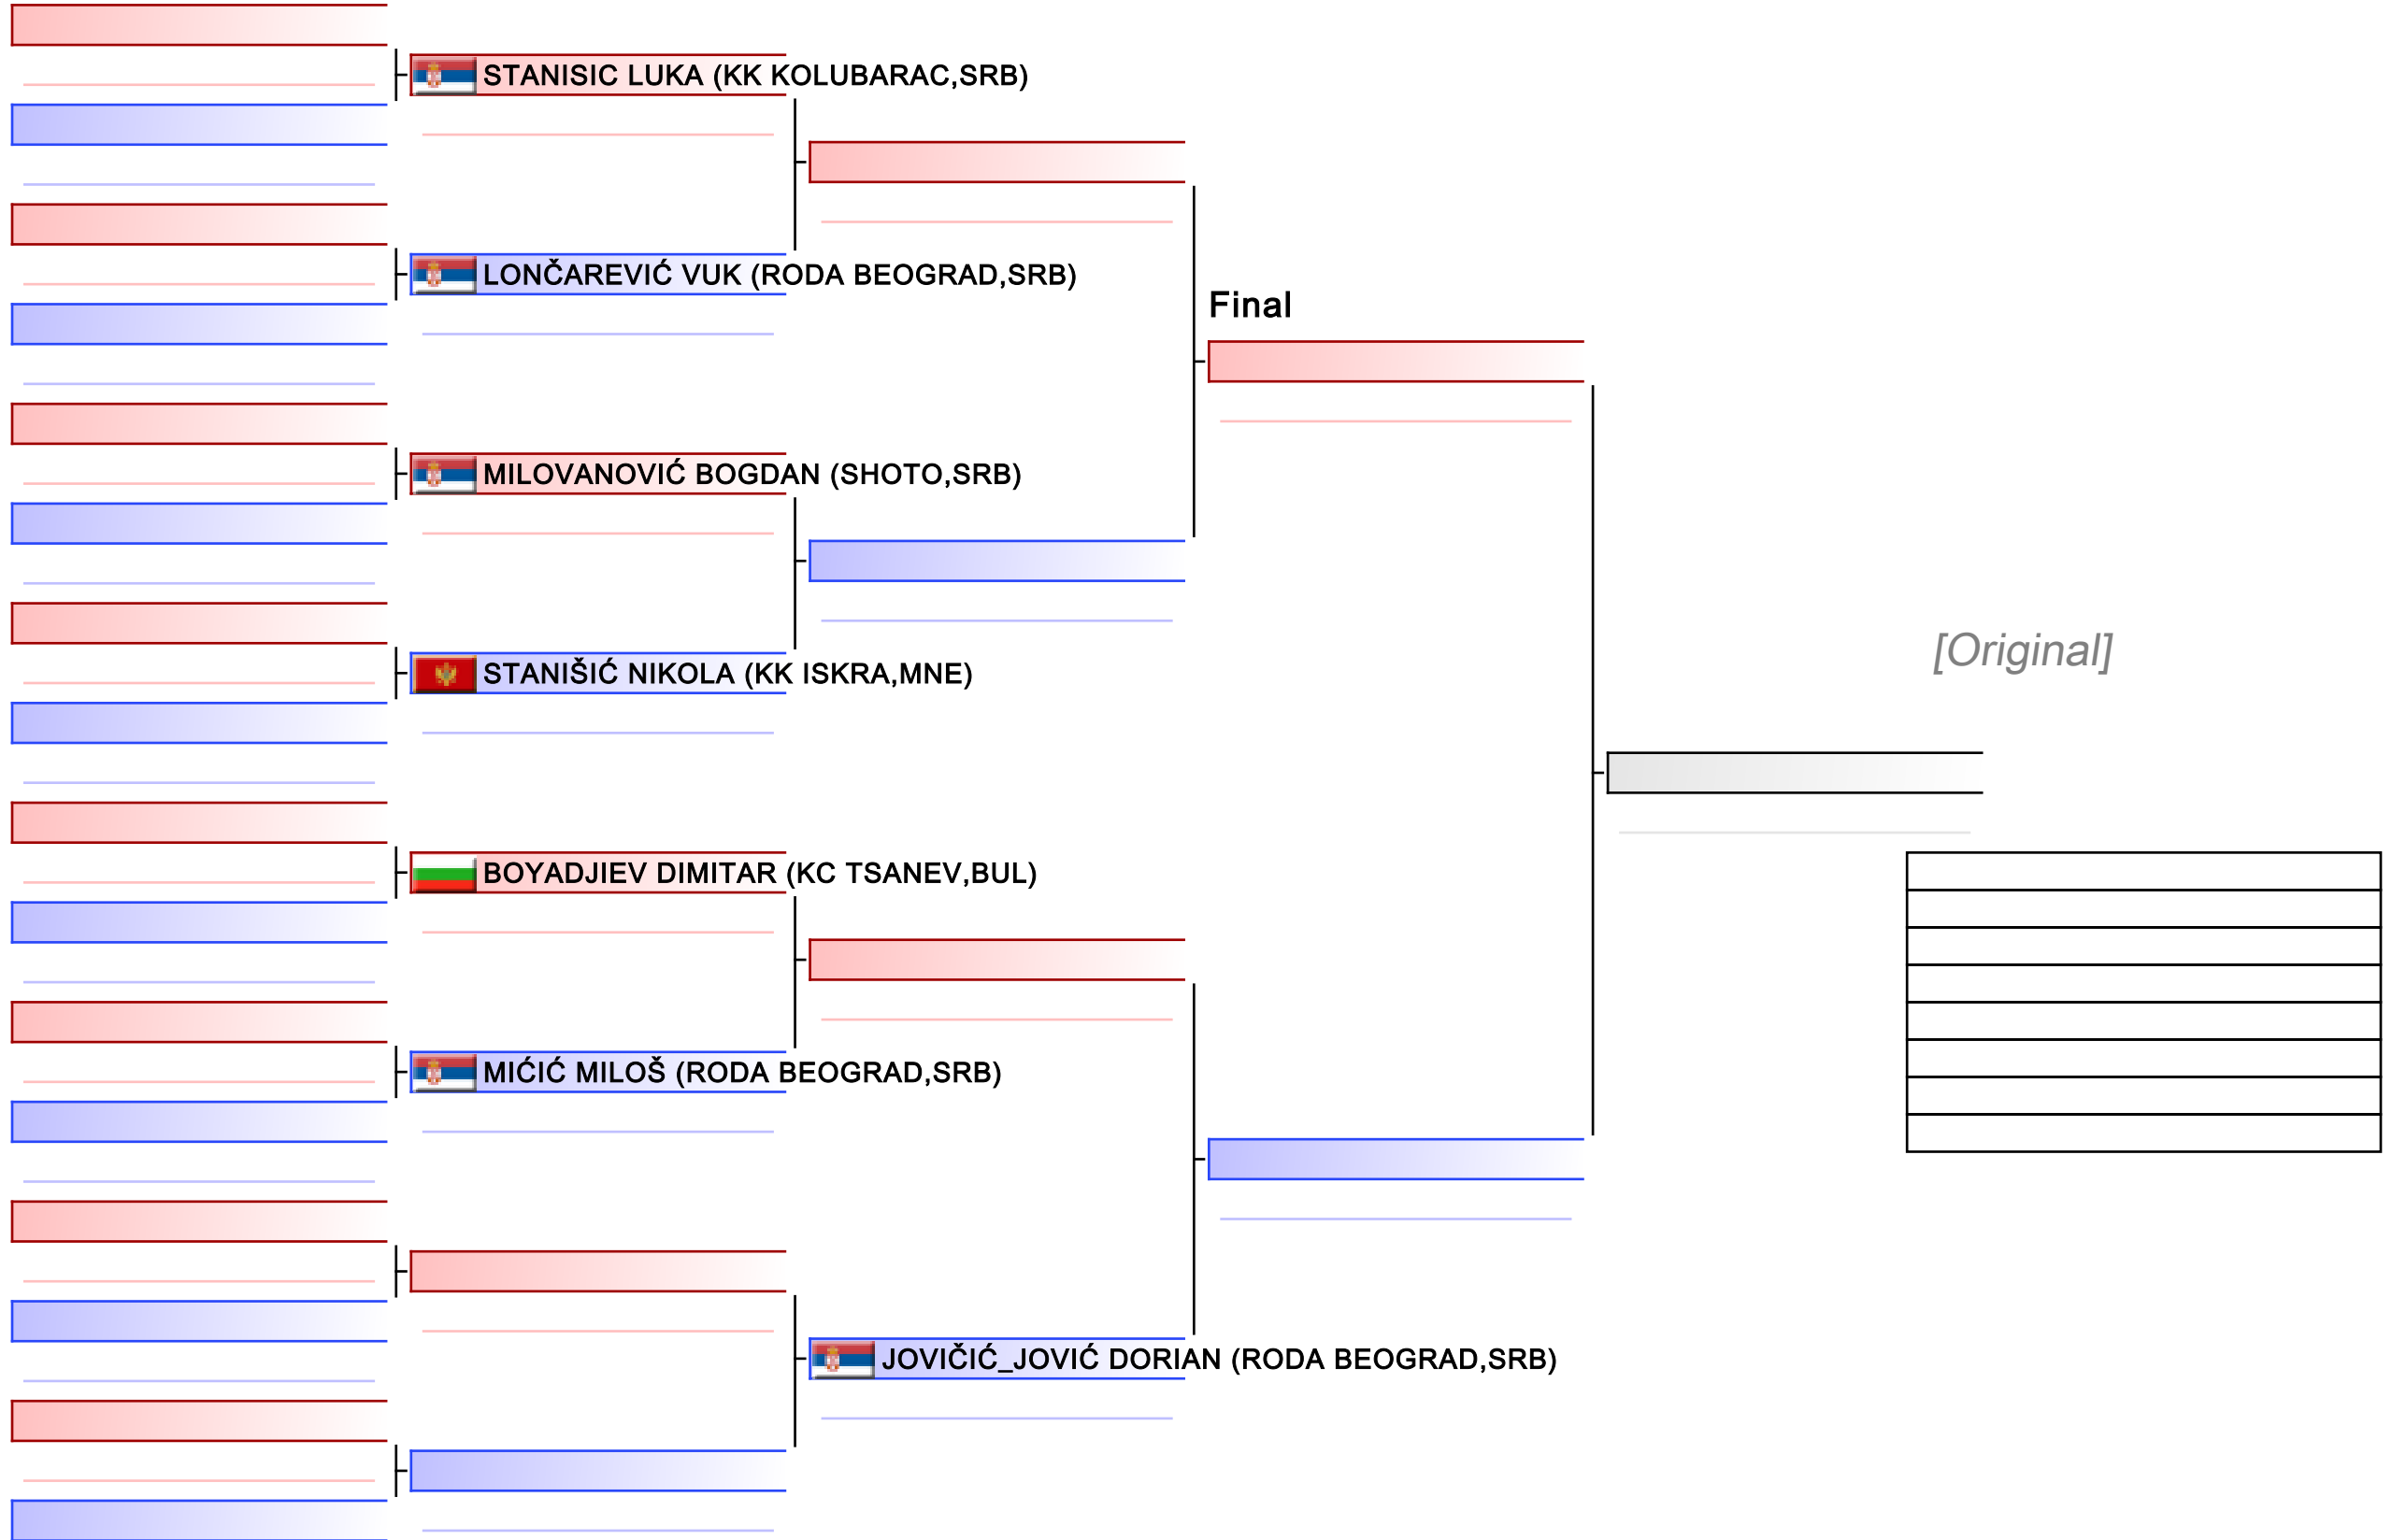 STANISIC LUKA (KK KOLUBARAC,SRB)
LONČAREVIĆ VUK (RODA BEOGRAD,SRB)
Final
MILOVANOVIĆ BOGDAN (SHOTO,SRB)
[Original]
STANIŠIĆ NIKOLA (KK ISKRA,MNE)
BOYADJIEV DIMITAR (KC TSANEV,BUL)
MIĆIĆ MILOŠ (RODA BEOGRAD,SRB)
JOVIČIĆ_JOVIĆ DORIAN (RODA BEOGRAD,SRB)